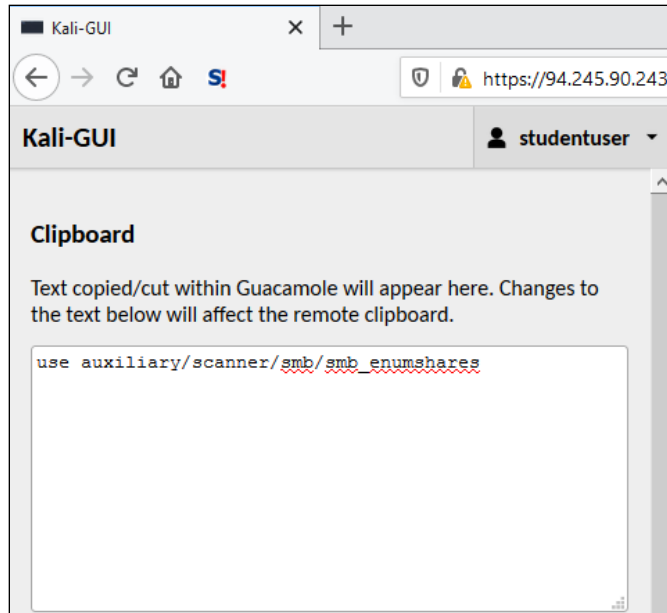 Kali-GUI
S!
https://94.245.90.243
Kali-GUI
studentuser
Clipboard
Text copied/cut within Guacamole will appear here. Changes to
the text below will affect the remote clipboard.
use auxiliary/scanner/smb/smb_enumshares